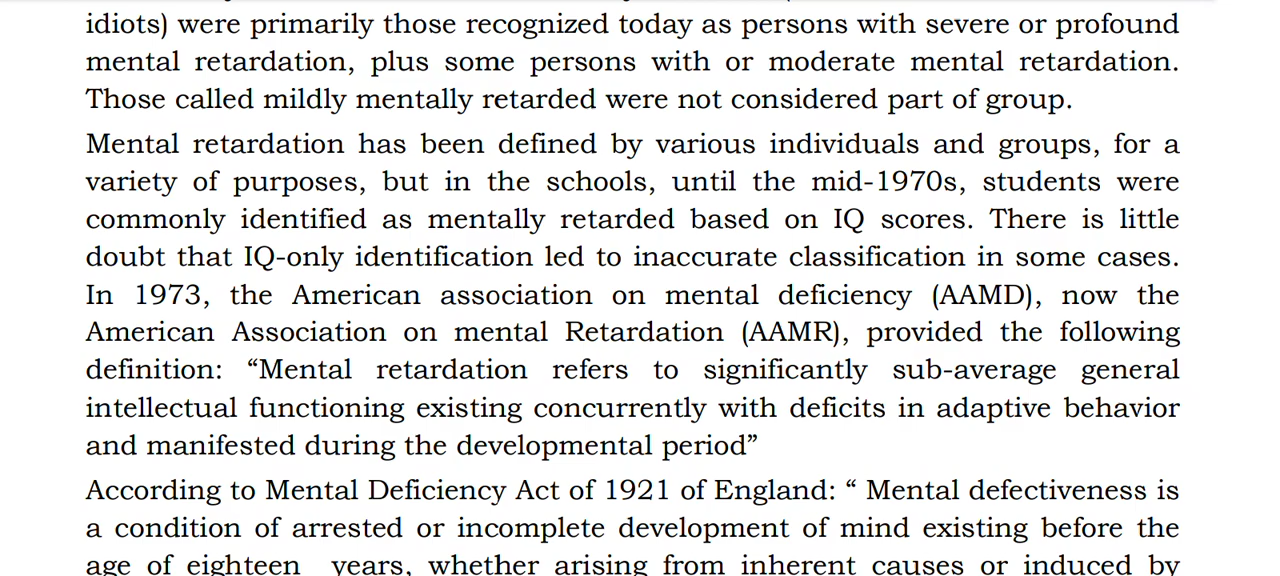 idiots) were primarily those recognized today as persons with severe or profound
mental retardation, plus some persons with or moderate mental retardation.
Those called mildly mentally retarded were not considered part of group.
Mental retardation has been defined by various individuals and groups, for a
variety of purposes, but in the schools, until the mid-1970s, students were
commonly identified as mentally retarded based on IQ scores. There is little
doubt that IQ-only identification led to inaccurate classification in some cases.
In 1973, the American association on mental deficiency (AAMD), now the
American Association on mental Retardation (AAMR), provided the following
definition: “Mental retardation refers to significantly sub-average general
intellectual functioning existing concurrently with deficits in adaptive behavior
and manifested during the developmental period”
According to Mental Deficiency Act of 1921 of England: “ Mental defectiveness is
a condition of arrested or incomplete development of mind existing before the
age of eighteen years, whether arising from inherent causes or induced by